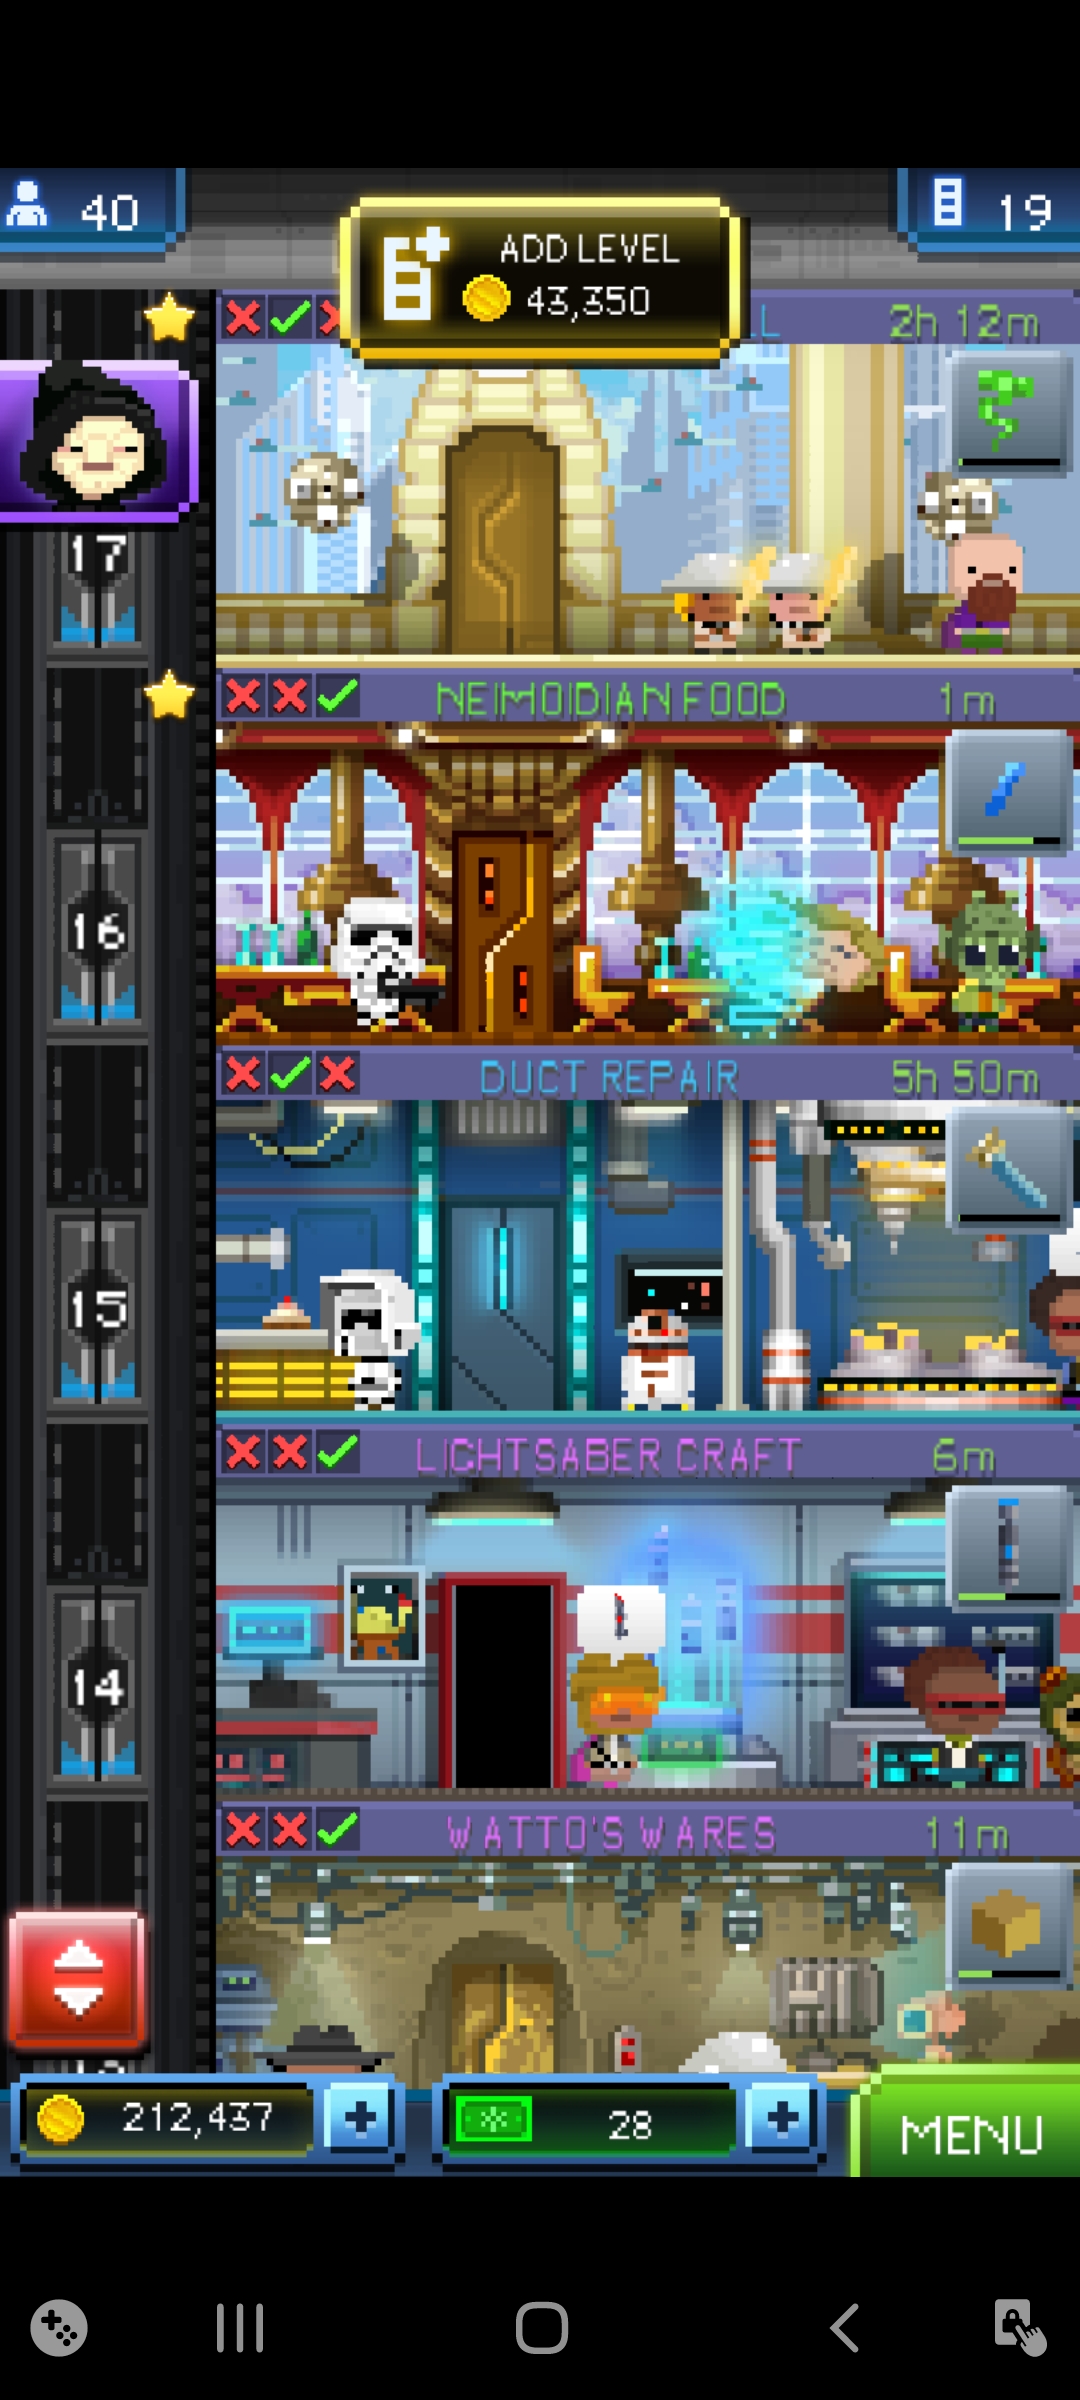 40
19
ADD LEVEL
43,350
2h 12m
17
NEIMOIDIAN FOOD 1m
16
DUCT REPAIR 5h 50m
15
LIGHTSABER CRAFT 6m
14
WATTO'S WARES 11m
212,437
28
MENU